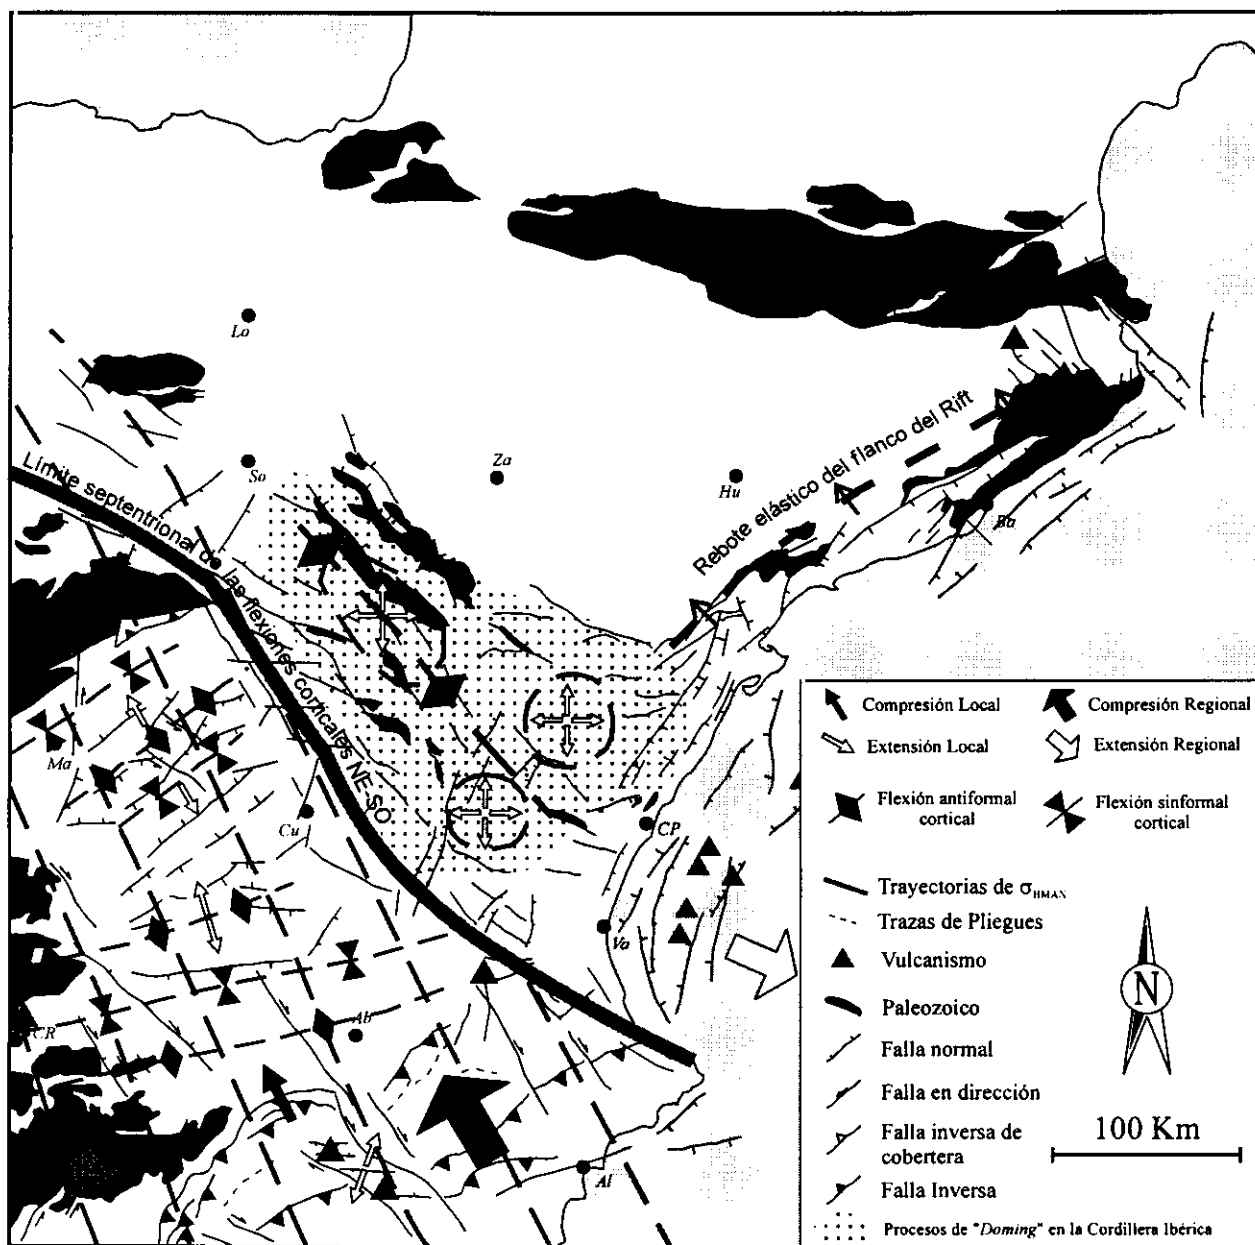 Lo
So
Za
Hu
Ba
Límite septentrional de las flexiones corticales NE-SO
Rebote elástico del flanco del Rift
Ma
Cu
CP
Va
CR
Ab
Al
Compresión Local
Compresión Regional
Extensión Local
Extensión Regional
Flexión antiformal
cortical
Flexión sinformal
cortical
Trayectorias de σHMAX
Trazas de Pliegues
Vulcanismo
Paleozoico
Falla normal
Falla en dirección
Falla inversa de
cobertera
Falla Inversa
Procesos de "Doming" en la Cordillera Ibérica
N
100 Km